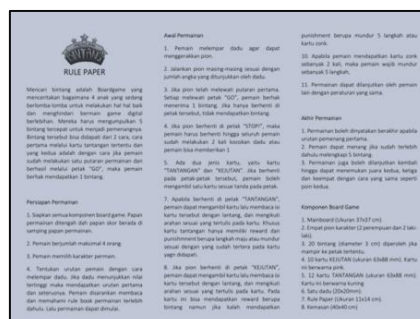 RULE PAPER
Mencari bintang adalah Boardgame yang
menceritakan bagaimana 4 anak yang sedang
berlomba-lomba untuk melakukan hal hal baik
dan menghindari bermain game digital
berlebihan. Mereka harus mengumpulkan 5
bintang tercepat untuk menjadi pemenangnya.
Bintang tersebut bisa didapat dari 2 cara, cara
pertama melalui kartu tantangan tertentu dan
yang kedua adalah dengan cara jika pemain
sudah melakukan satu putaran permainan dan
berhasil melalui petak "GO", maka pemain
berhak mendapatkan 1 bintang.
Persiapan Permainan
1. Siapkan semua komponen boardgame. Papan
permainan ditengah dan papan skor berada di
samping papan permainan.
2. Pemain berjumlah maksimal 4 orang.
3. Pemain memilih karakter permain.
4. Tentukan urutan pemain dengan cara
melempar dadu, jika dadu menunjukkan nilai
tertinggi maka mendapatkan urutan pertama
dan seterusnya. Pemain disarankan membaca
dan memahami rule book permainan terlebih
dahulu. Lalu permainan dapat dimulai.
Awal Permainan
1. Pemain melempar dadu agar dapat
menggerakkan pion.
2. Jalankan pion masing-masing sesuai dengan
jumlah angka yang ditunjukkan oleh dadu.
3. Jika pion telah melewati putaran pertama.
Setiap melewati petak "GO", pemain berhak
menerima 1 bintang. Jika hanya berhenti di
petak tersebut, tidak mendapatkan bintang.
4. Jika pion berhenti di petak "STOP", maka
pemain harus berhenti hingga seluruh pemain
sudah melakukan 2 kali kocokan dadu atau
pemain bisa memberikan 1
5. Ada dua jenis kartu, yaitu kartu
"TANTANGAN" dan "KEJUTAN". Jika berhenti
pada petak-petak tersebut, pemain boleh
mengambil satu kartu sesuai tanda pada petak.
7. Apabila berhenti di petak "TANTANGAN",
pemain dapat mengambil kartu lalu membaca isi
kartu tersebut dengan lantang, dan mengikuti
arahan sesuai yang tertulis pada kartu. Khusus
kartu tantangan hanya memiliki reward dan
punishment berupa langkah maju atau mundur
sesuai dengan yang sudah tertera pada kartu
yagn didapati.
8. Jika pion berhenti di petak "KEJUTAN",
pemain dapat mengambil kartu lalu membaca isi
kartu tersebut dengan lantang, dan mengikuti
arahan sesuai yang tertulis pada kartu. Pada
kartu ini bisa mendapatkan reward berupa
bintang namun jika kalah mendapatkan
punishment berupa mundur 5 langkah atau
kartu zonk.
10. Apabila pemain mendapatkan kartu zonk
sebanyak 2 kali, maka pemain wajib mundur
sebanyak 5 langkah.
11. Permainan dapat dilanjutkan oleh pemain
lain dengan peraturan yang sama.
Akhir Permainan
1. Permainan boleh dinyatakan berakhir apabila
urutan pemenang pertama.
2. Pemain dapat menang jika sudah terlebih
dahulu melengkapi 5 bintang.
3. Permainan juga boleh dilanjutkan kembali
hingga dapat menemukan juara kedua, ketiga
dan keempat dengan cara yang sama seperti
poin kedua.
Komponen Board Game
1. Mainboard (Ukuran 37x37 cm)
2. Empat pion karakter (2 perempuan dan 2 laki-
laki).
3. 20 bintang (diameter 3 cm) diperoleh jika
mampir ke petak tertentu.
4. 10 kartu KEJUTAN (ukuran 63x88 mm). Kartu
ini berwarna pink
5. 12 kartu TANTANGAN (ukuran 63x88 mm).
Kartu ini berwarna kuning
6. Satu dadu (20x20mm).
7. Rule Paper (Ukuran 11x14 cm).
8. Kemasan (40x40 cm)